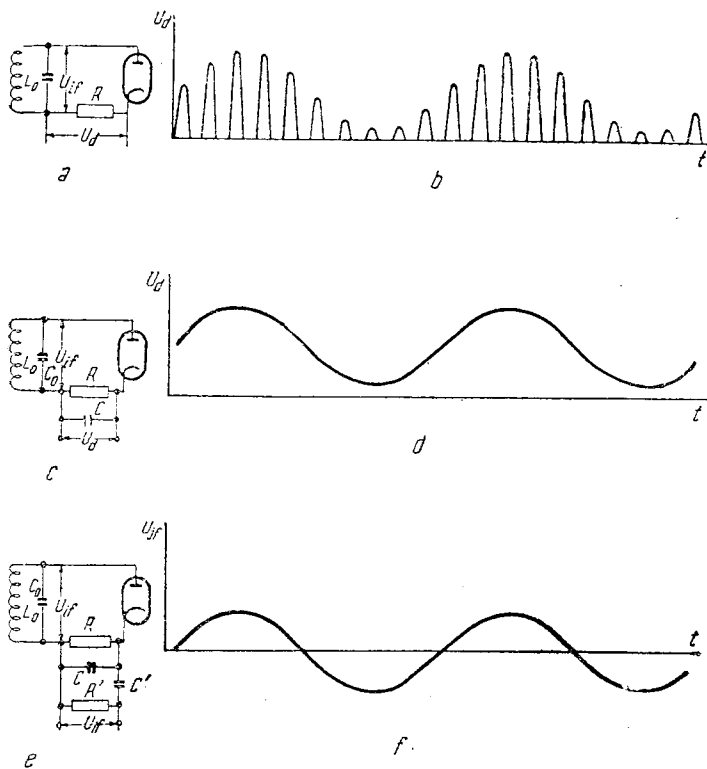 U_d
L_0 U_if R
U_d
t
a
b
U_d
L_0 C_0 U_if R
C
U_d
t
c
d
U_if
C_0
L_0 U_if R
C C'
R'
U_lf
t
e
f.